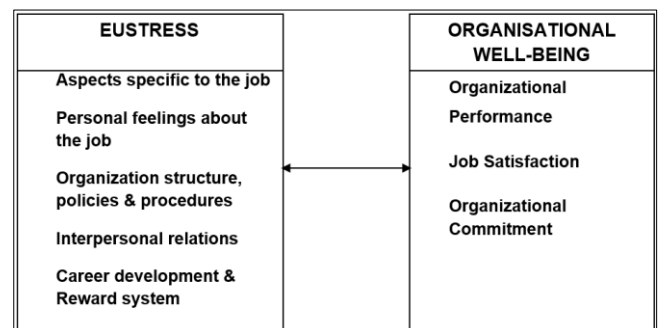 EUSTRESS
Aspects specific to the job
Personal feelings about
the job
Organization structure,
policies & procedures
Interpersonal relations
Career development &
Reward system
ORGANISATIONAL
WELL-BEING
Organizational
Performance
Job Satisfaction
Organizational
Commitment